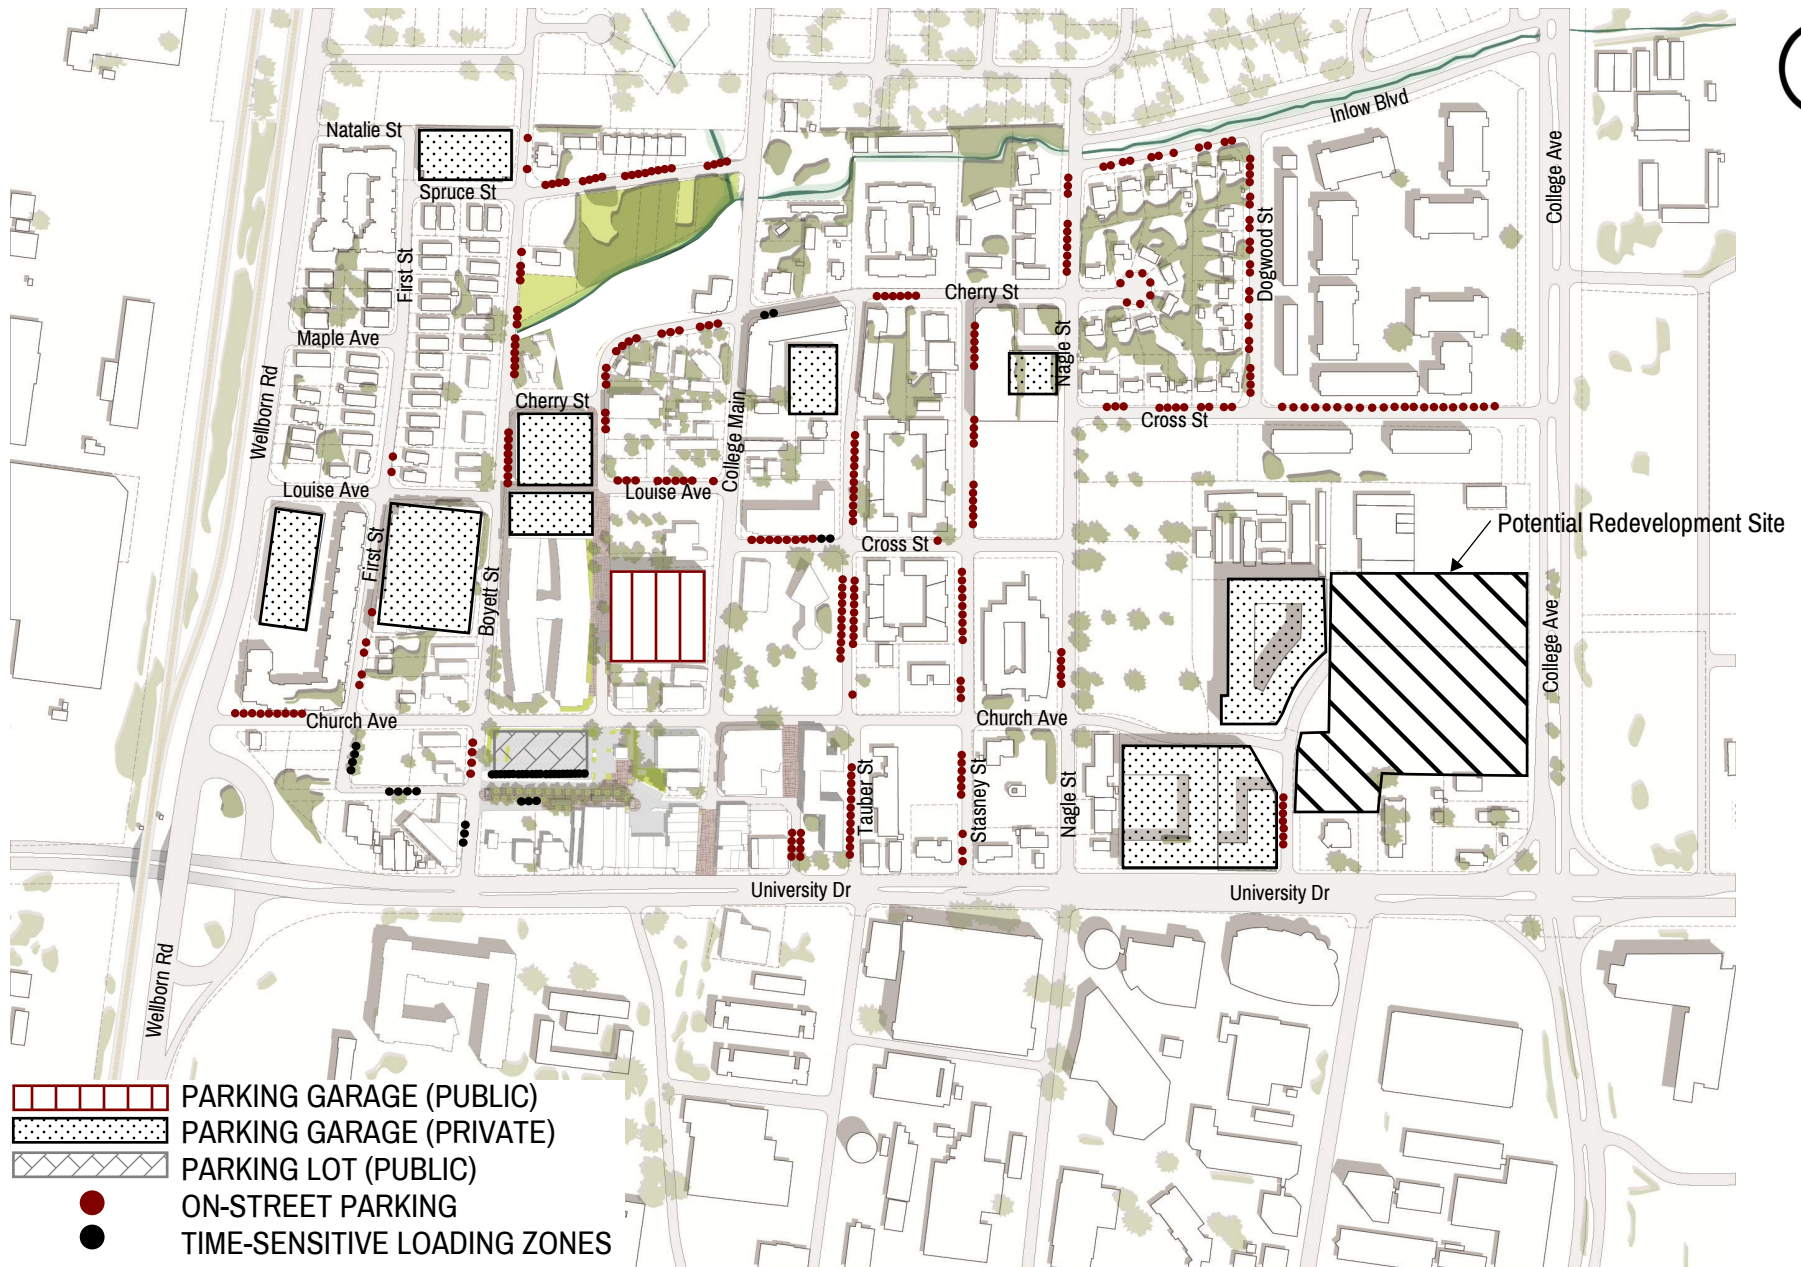 Inlow Blvd
Natalie St
College Ave
Spruce St
First St
Dogwood St
Cherry St
Maple Ave
Nagle St
Wellborn Rd
Cherry St
College Main
Cross St
Louise Ave
Louise Ave
Potential Redevelopment Site
First St
Cross St
Boyett St
College Ave
Church Ave
Church Ave
Tauber St
Stasney St
Nagle St
University Dr
University Dr
Wellborn Rd
PARKING GARAGE (PUBLIC)
PARKING GARAGE (PRIVATE)
PARKING LOT (PUBLIC)
ON-STREET PARKING
TIME-SENSITIVE LOADING ZONES